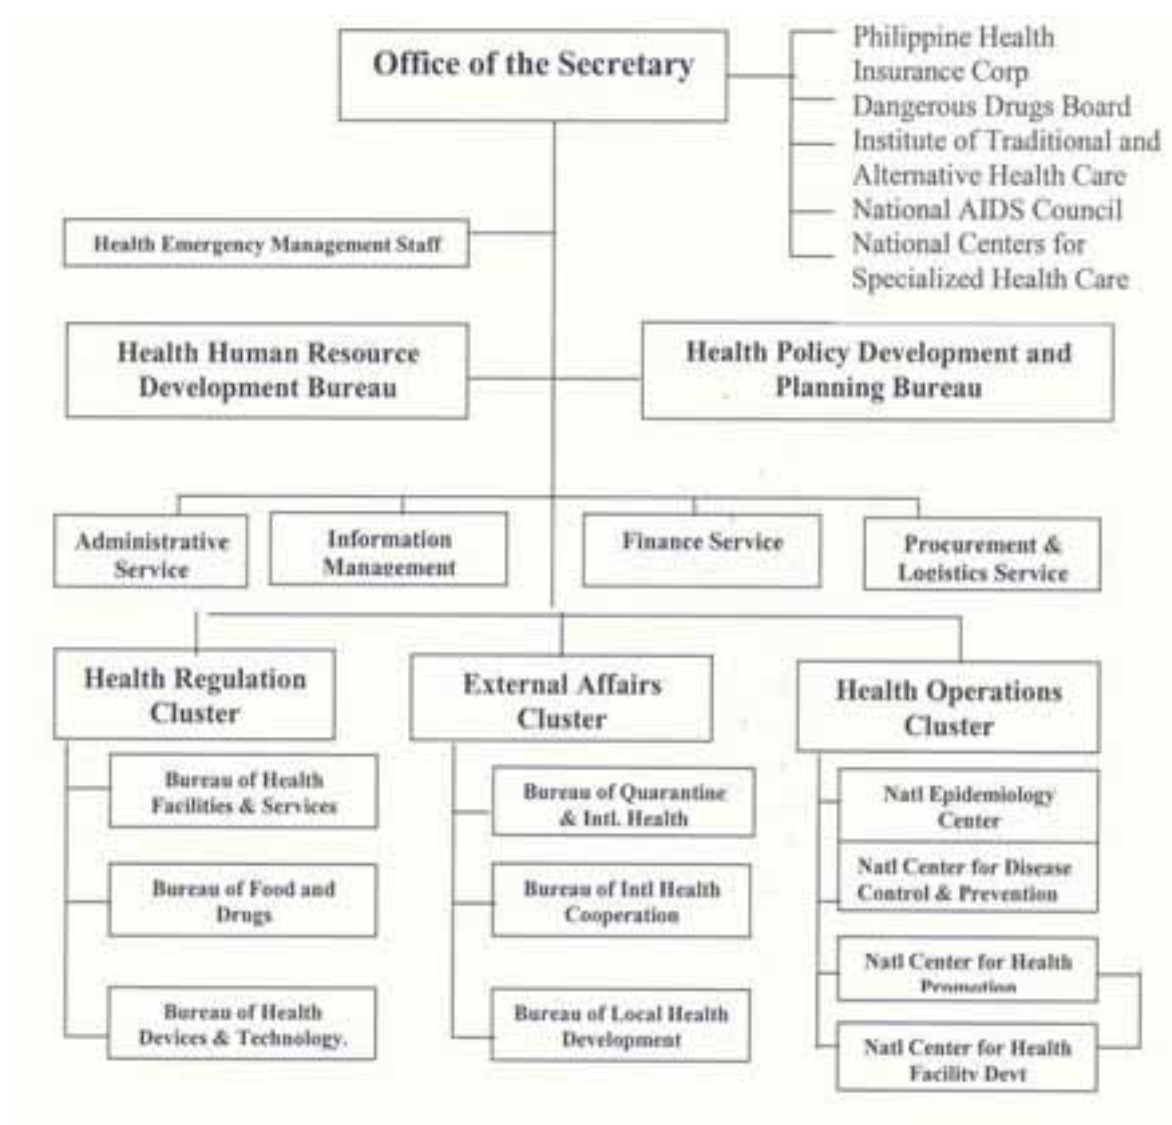 Office of the Secretary
Philippine Health
Insurance Corp
Dangerous Drugs Board
Institute of Traditional and
Alternative Health Care
National AIDS Council
National Centers for
Specialized Health Care
Health Emergency Management Staff
Health Human Resource
Development Bureau
Health Policy Development and
Planning Bureau
Administrative
Service
Information
Management
Finance Service
Procurement &
Logistics Service
Health Regulation
Cluster
External Affairs
Cluster
Health Operations
Cluster
Bureau of Health
Facilities & Services
Bureau of Food and
Drugs
Bureau of Health
Devices & Technology.
Bureau of Quarantine
& Intl. Health
Bureau of Intl Health
Cooperation
Bureau of Local Health
Development
Natl Epidemiology
Center
Natl Center for Disease
Control & Prevention
Natl Center for Health
Promotion
Natl Center for Health
Facility Devt